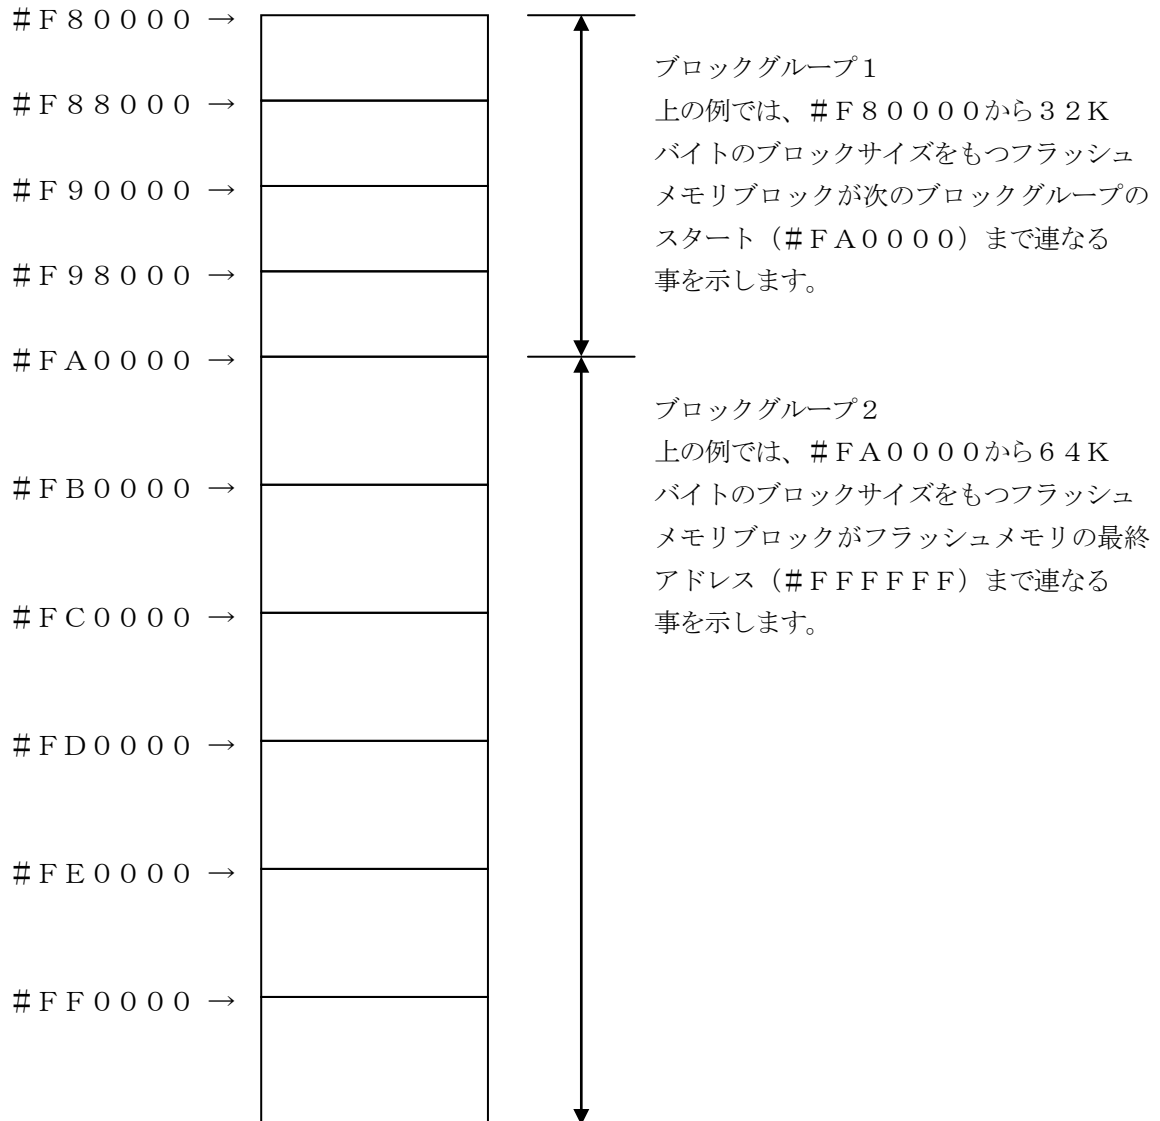 ＃Ｆ８００００ →
ブロックグループ１
＃Ｆ８８０００ →
上の例では、＃Ｆ８００００から３２Ｋ
バイトのブロックサイズをもつフラッシュ
＃Ｆ９００００ →
メモリブロックが次のブロックグループの
スタート（＃ＦＡ００００）まで連なる
＃Ｆ９８０００ →
事を示します。
＃ＦＡ００００ →
ブロックグループ２
上の例では、＃ＦＡ００００から６４Ｋ
＃ＦＢ００００ →
バイトのブロックサイズをもつフラッシュ
メモリブロックがフラッシュメモリの最終
アドレス（＃ＦＦＦＦＦＦ）まで連なる
＃ＦＣ００００ →
事を示します。
＃ＦＤ００００ →
＃ＦＥ００００ →
＃ＦＦ００００ →